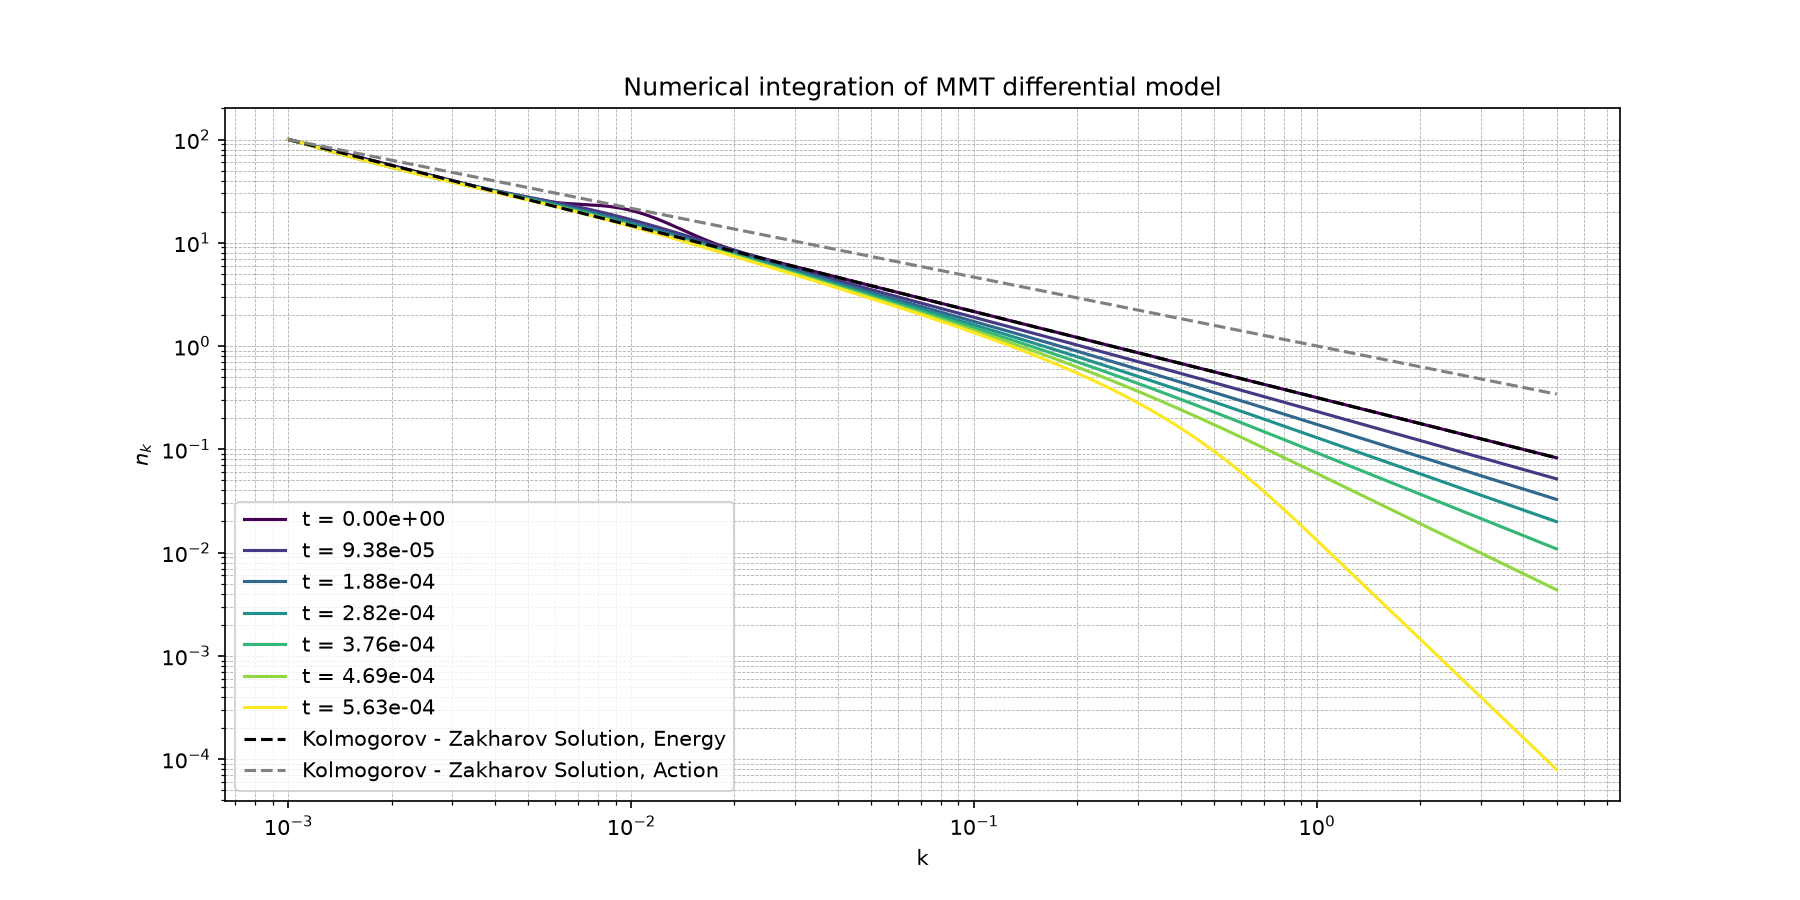 Numerical integration of MMT differential model
n_k
10^2
10^1
10^0
10^−1
10^−2
10^−3
10^−4
t = 0.00e+00
t = 9.38e-05
t = 1.88e-04
t = 2.82e-04
t = 3.76e-04
t = 4.69e-04
t = 5.63e-04
Kolmogorov - Zakharov Solution, Energy
Kolmogorov - Zakharov Solution, Action
10^−3 10^−2 10^−1 10^0
k